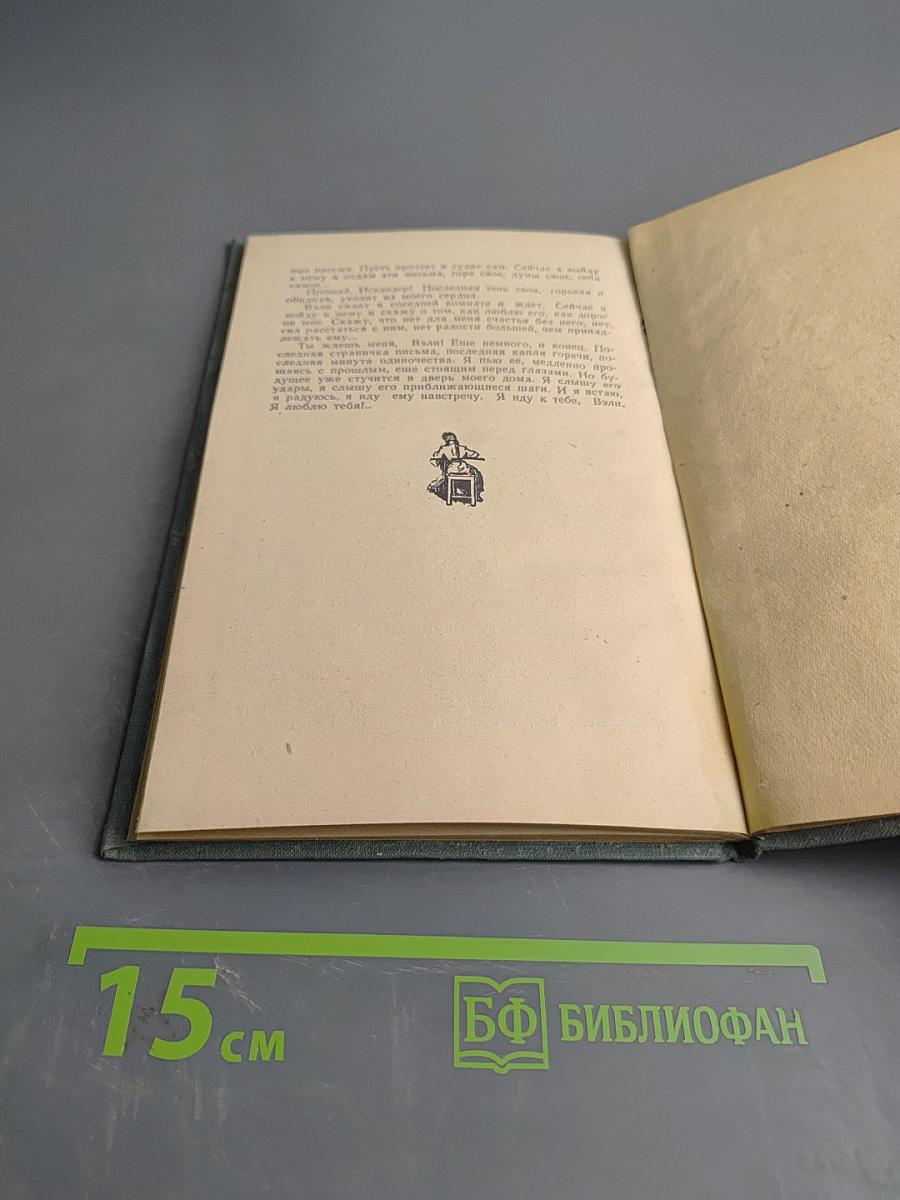 шь письма. Пусть прочтет и судит сам. Сейчас я выйду
к нему и отдам эти письма, горе свое, думы свои, себя
самое...
Прощай, Искандер! Последняя тень твоя, горькая и
обидная, уходит из моего сердца.
Вэли сидит в соседней комнате и ждет. Сейчас я
пойду к нему и скажу о том, как люблю его, как дорог
он мне. Скажу, что нет для меня счастья без него, нет
сил расстаться с ним, нет радости большей, чем принад-
лежать ему...
Ты ждешь меня, Вэли! Еще немного, и конец. По-
следняя страничка письма, последняя капля горечи, по-
следняя минута одиночества. Я пью ее, медленно про-
щаясь с прошлым, еще стоящим перед глазами. Но бу-
дущее уже стучится в дверь моего дома. Я слышу его
удары, я слышу его приближающиеся шаги. И я встаю,
я радуюсь, я иду ему навстречу. Я иду к тебе, Вэли.
Я люблю тебя!..
15 см
БФ БИБЛИОФАН